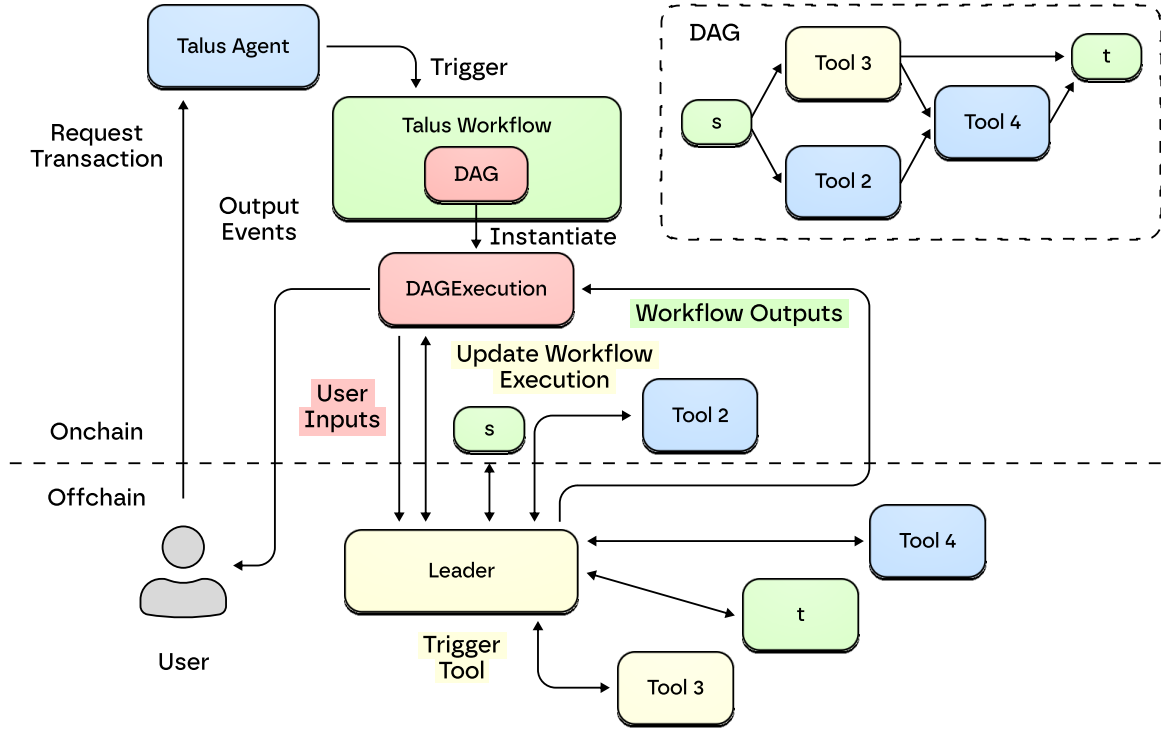 Talus Agent
Trigger
Request
Transaction
Talus Workflow
DAG
Output
Events
Instantiate
DAGExecution
Workflow Outputs
Update Workflow
Execution
User
Inputs
s
Tool 2
Onchain
Offchain
Leader
Tool 4
t
Trigger
Tool
Tool 3
User
DAG
s
Tool 3
Tool 2
Tool 4
t